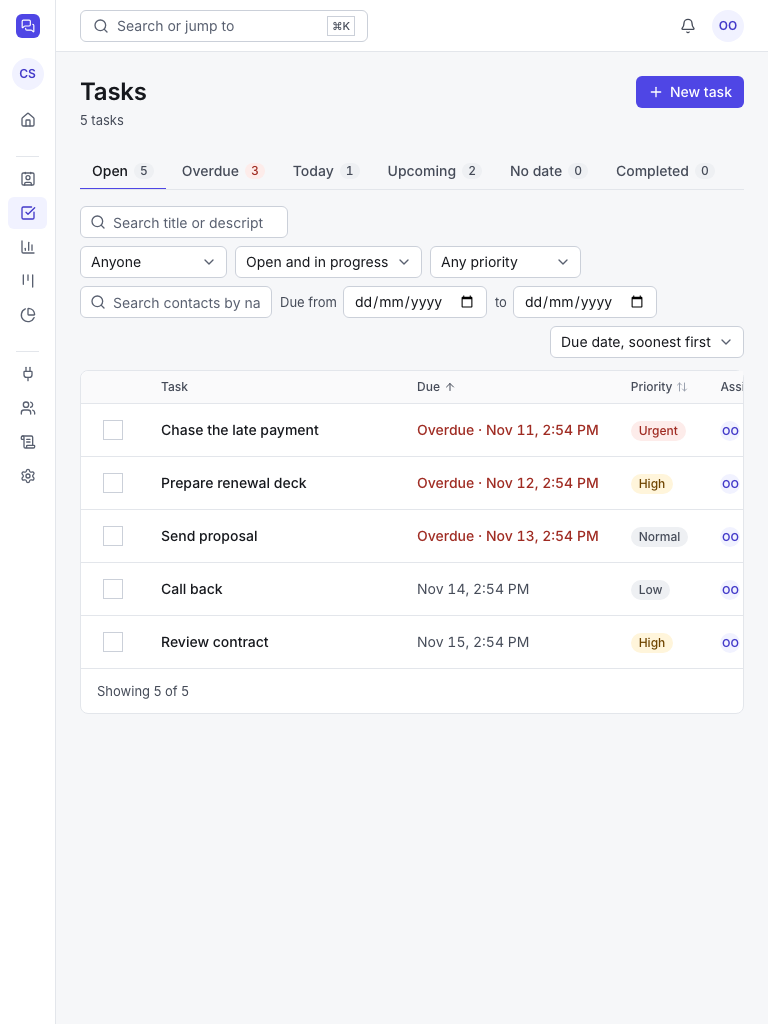 Search or jump to ⌘K OO
CS
Tasks
New task
5 tasks
Open 5 Overdue 3 Today 1 Upcoming 2 No date 0 Completed 0
Search title or descript
Anyone Open and in progress Any priority
Search contacts by na Due from dd/mm/yyyy to dd/mm/yyyy
Due date, soonest first
Task Due Priority Assi
Chase the late payment Overdue · Nov 11, 2:54 PM Urgent OO
Prepare renewal deck Overdue · Nov 12, 2:54 PM High OO
Send proposal Overdue · Nov 13, 2:54 PM Normal OO
Call back Nov 14, 2:54 PM Low OO
Review contract Nov 15, 2:54 PM High OO
Showing 5 of 5